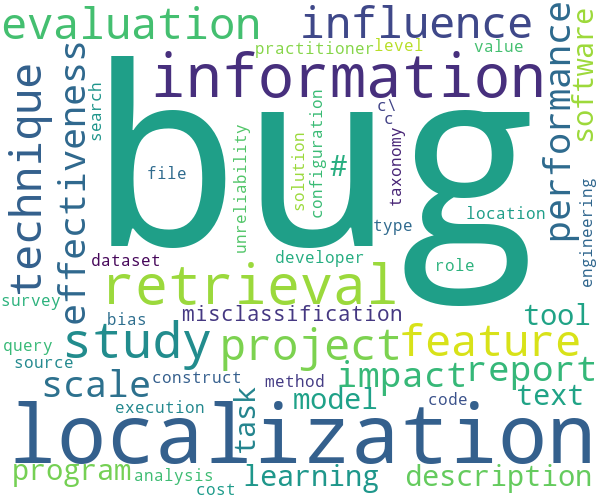 evaluation
influence
practitioner
level
value
information
technique
effectiveness
search
bug
performance
software
c\
c
#
file
unreliability
solution
configuration
taxonomy
type
location
engineering
dataset
developer
role
retrieval
survey
bias
misclassification
tool
query
study
project
feature
source
scale
construct
method
impact
report
execution
task
model
code
text
localization
program
analysis
cost
learning
description